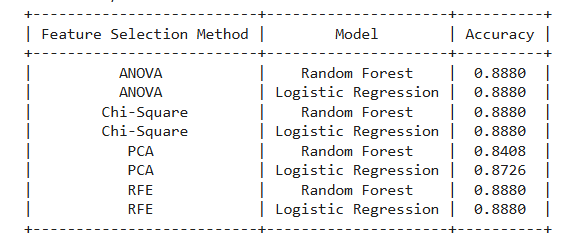 +--------------------------+---------------------+----------+
| Feature Selection Method |        Model        | Accuracy |
+--------------------------+---------------------+----------+
|          ANOVA           |    Random Forest    |  0.8880  |
|          ANOVA           | Logistic Regression |  0.8880  |
|        Chi-Square        |    Random Forest    |  0.8880  |
|        Chi-Square        | Logistic Regression |  0.8880  |
|           PCA            |    Random Forest    |  0.8408  |
|           PCA            | Logistic Regression |  0.8726  |
|           RFE            |    Random Forest    |  0.8880  |
|           RFE            | Logistic Regression |  0.8880  |
+--------------------------+---------------------+----------+